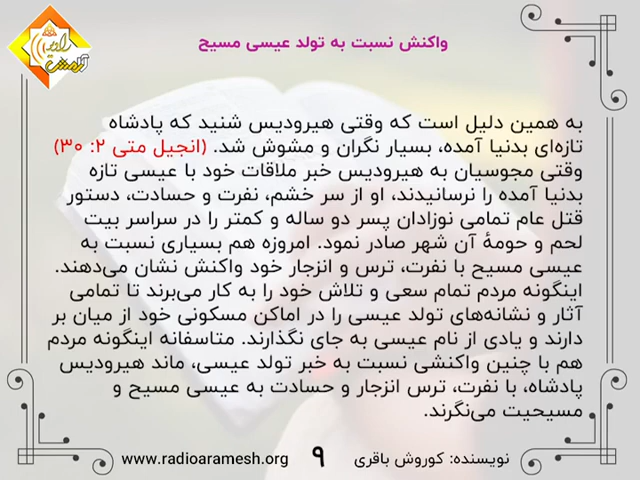 واکنش نسبت به تولد عیسی مسیح
به همین دلیل است که وقتی هیرودیس شنید که پادشاه
تازه‌ای بدنیا آمده، بسیار نگران و مشوش شد. (انجیل متی ۲: ۳۰)
وقتی مجوسیان به هیرودیس خبر ملاقات خود با عیسی تازه
بدنیا آمده را نرسانیدند، او از سر خشم، نفرت و حسادت، دستور
قتل عام تمامی نوزادان پسر دو ساله و کمتر را در سراسر بیت
لحم و حومهٔ آن شهر صادر نمود. امروزه هم بسیاری نسبت به
عیسی مسیح با نفرت، ترس و انزجار خود واکنش نشان می‌دهند.
اینگونه مردم تمام سعی و تلاش خود را به کار می‌برند تا تمامی
آثار و نشانه‌های تولد عیسی را در اماکن مسکونی خود از میان بر
دارند و یادی از نام عیسی به جای نگذارند. متاسفانه اینگونه مردم
هم با چنین واکنشی نسبت به خبر تولد عیسی، ماند هیرودیس
پادشاه، با نفرت، ترس انزجار و حسادت به عیسی مسیح و
مسیحیت می‌نگرند.
نویسنده: کوروش باقری ۹ www.radioaramesh.org